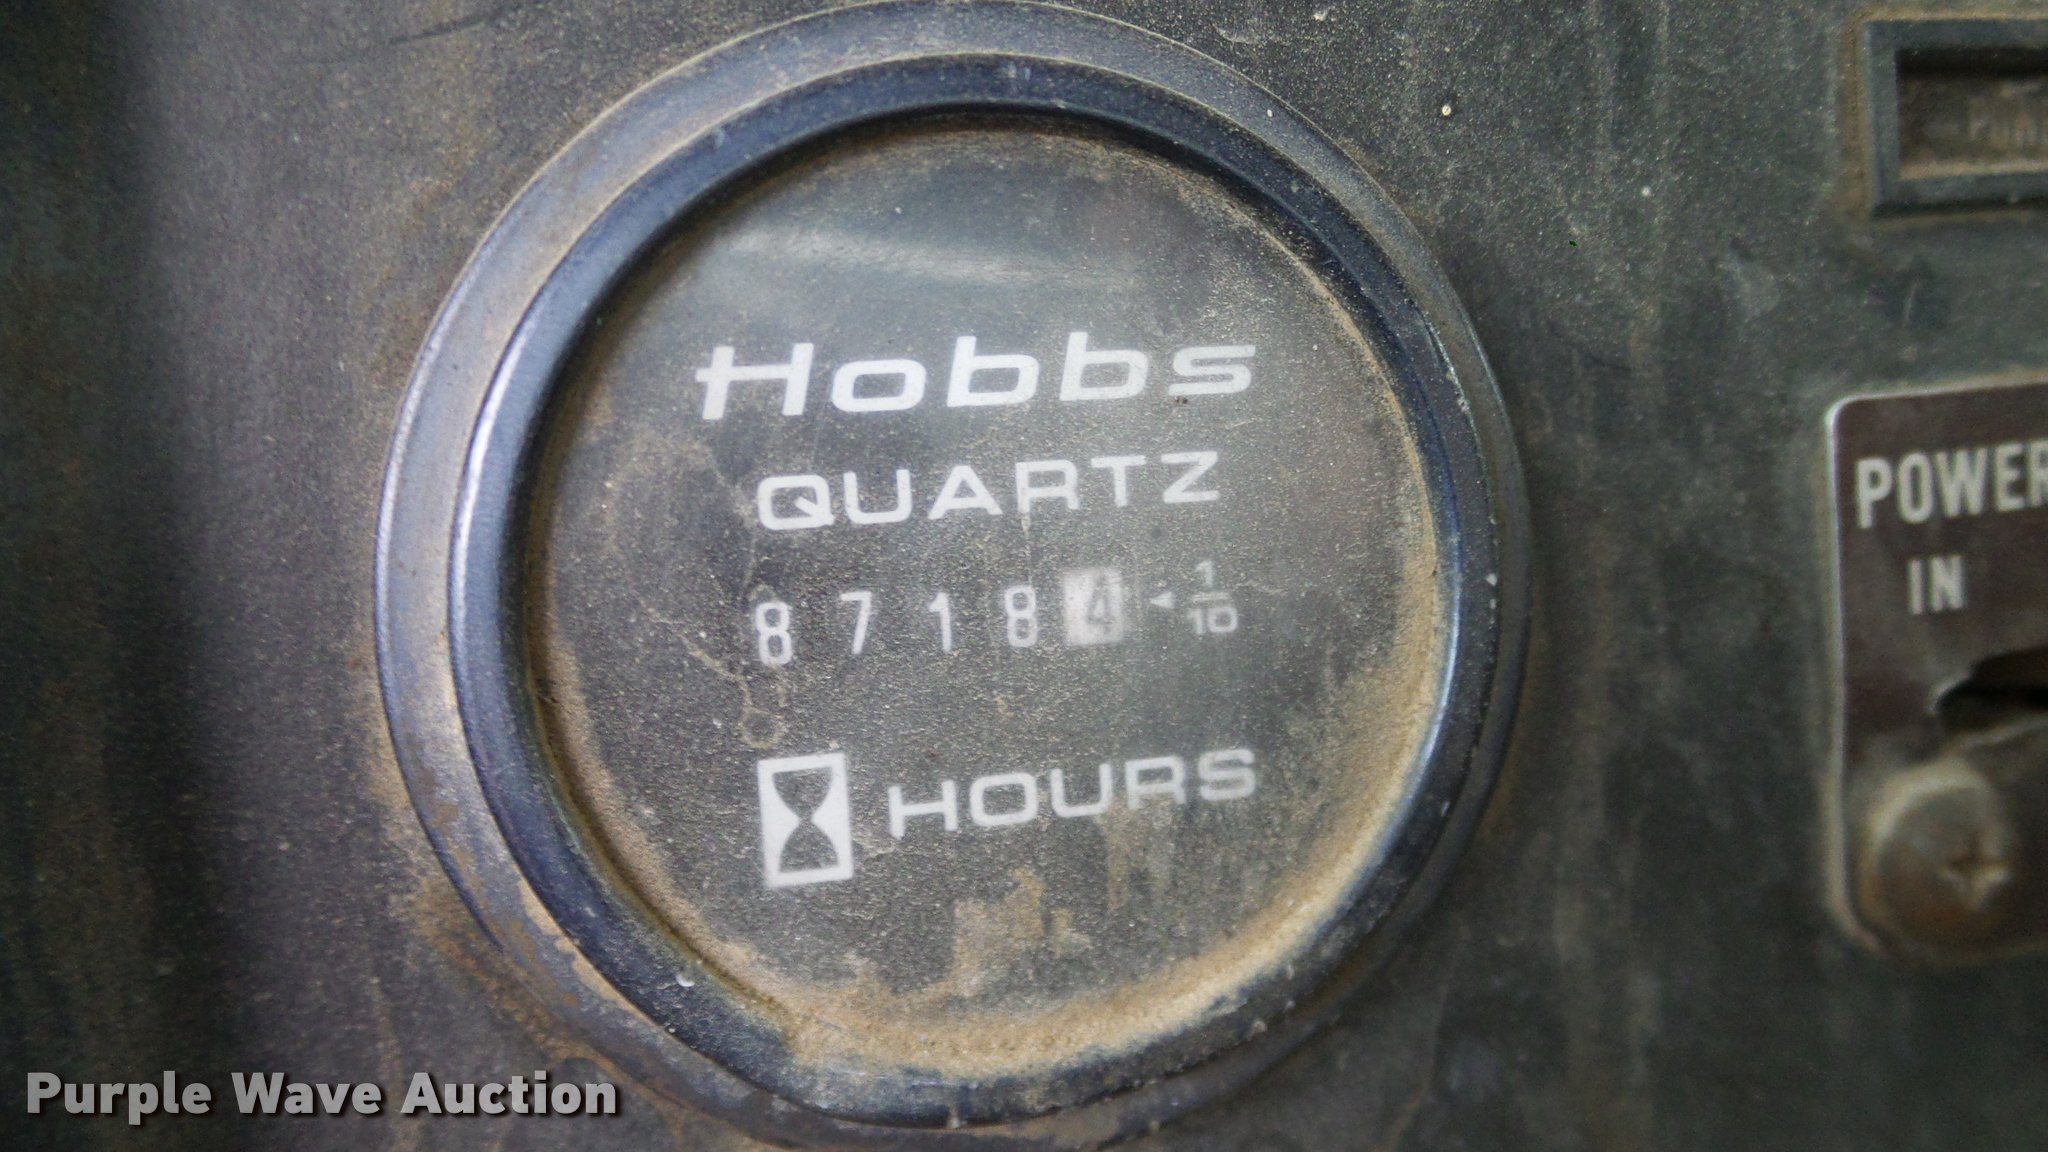 Hobbs
QUARTZ
8 7 1 8 4 ◄ 1/10
HOURS
POWER
IN
Purple Wave Auction